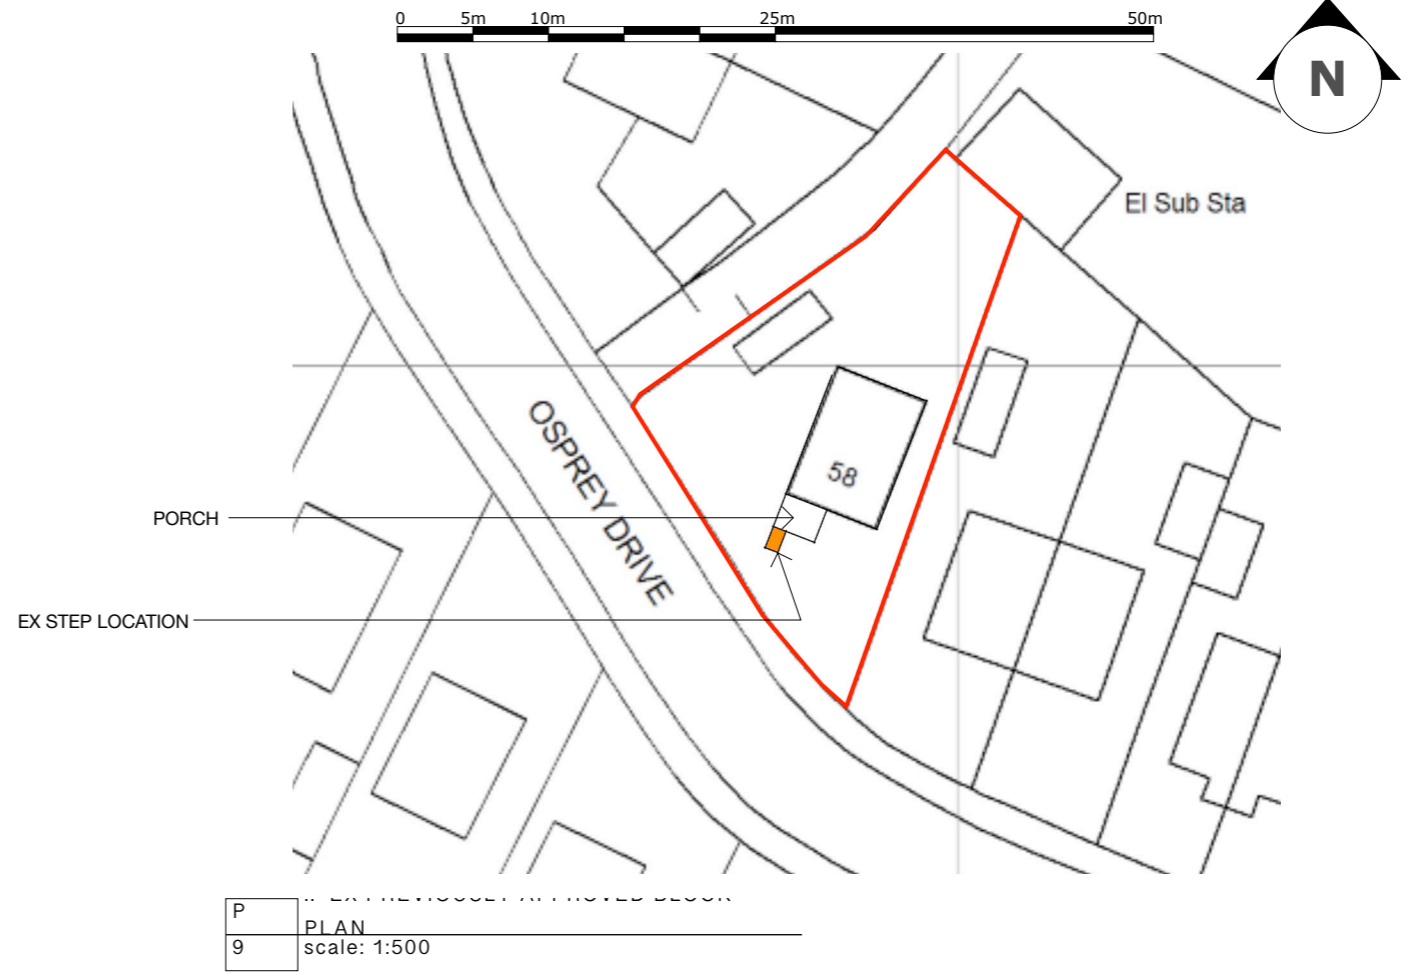 0 5m 10m 25m 50m
N
El Sub Sta
OSPREY DRIVE
58
PORCH
EX STEP LOCATION
P
PLAN
9 scale: 1:500